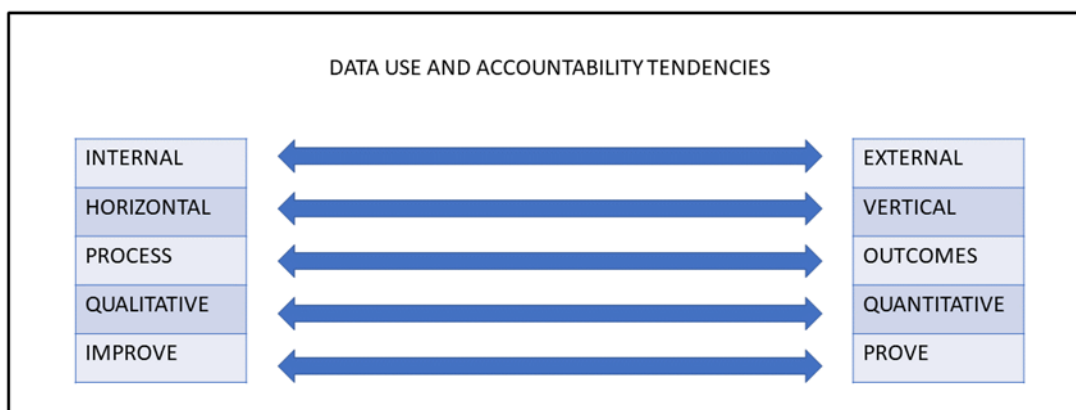 DATA USE AND ACCOUNTABILITY TENDENCIES
INTERNAL EXTERNAL
HORIZONTAL VERTICAL
PROCESS OUTCOMES
QUALITATIVE QUANTITATIVE
IMPROVE PROVE